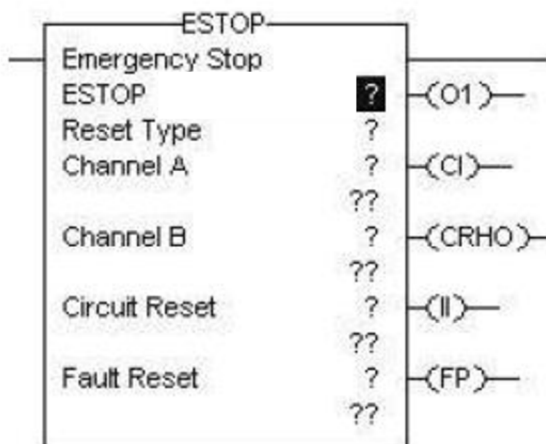 ESTOP
Emergency Stop
ESTOP ? (O1)
Reset Type ?
Channel A ? (CI)
??
Channel B ? (CRHO)
??
Circuit Reset ? (II)
??
Fault Reset ? (FP)
??